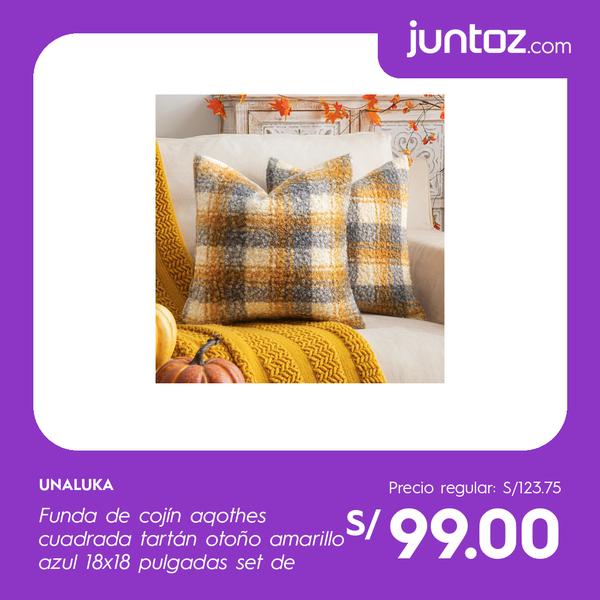 juntoz.com
UNALUKA
Funda de cojín aqothes
cuadrada tartán otoño amarillo
azul 18x18 pulgadas set de
Precio regular: S/123.75
S/ 99.00